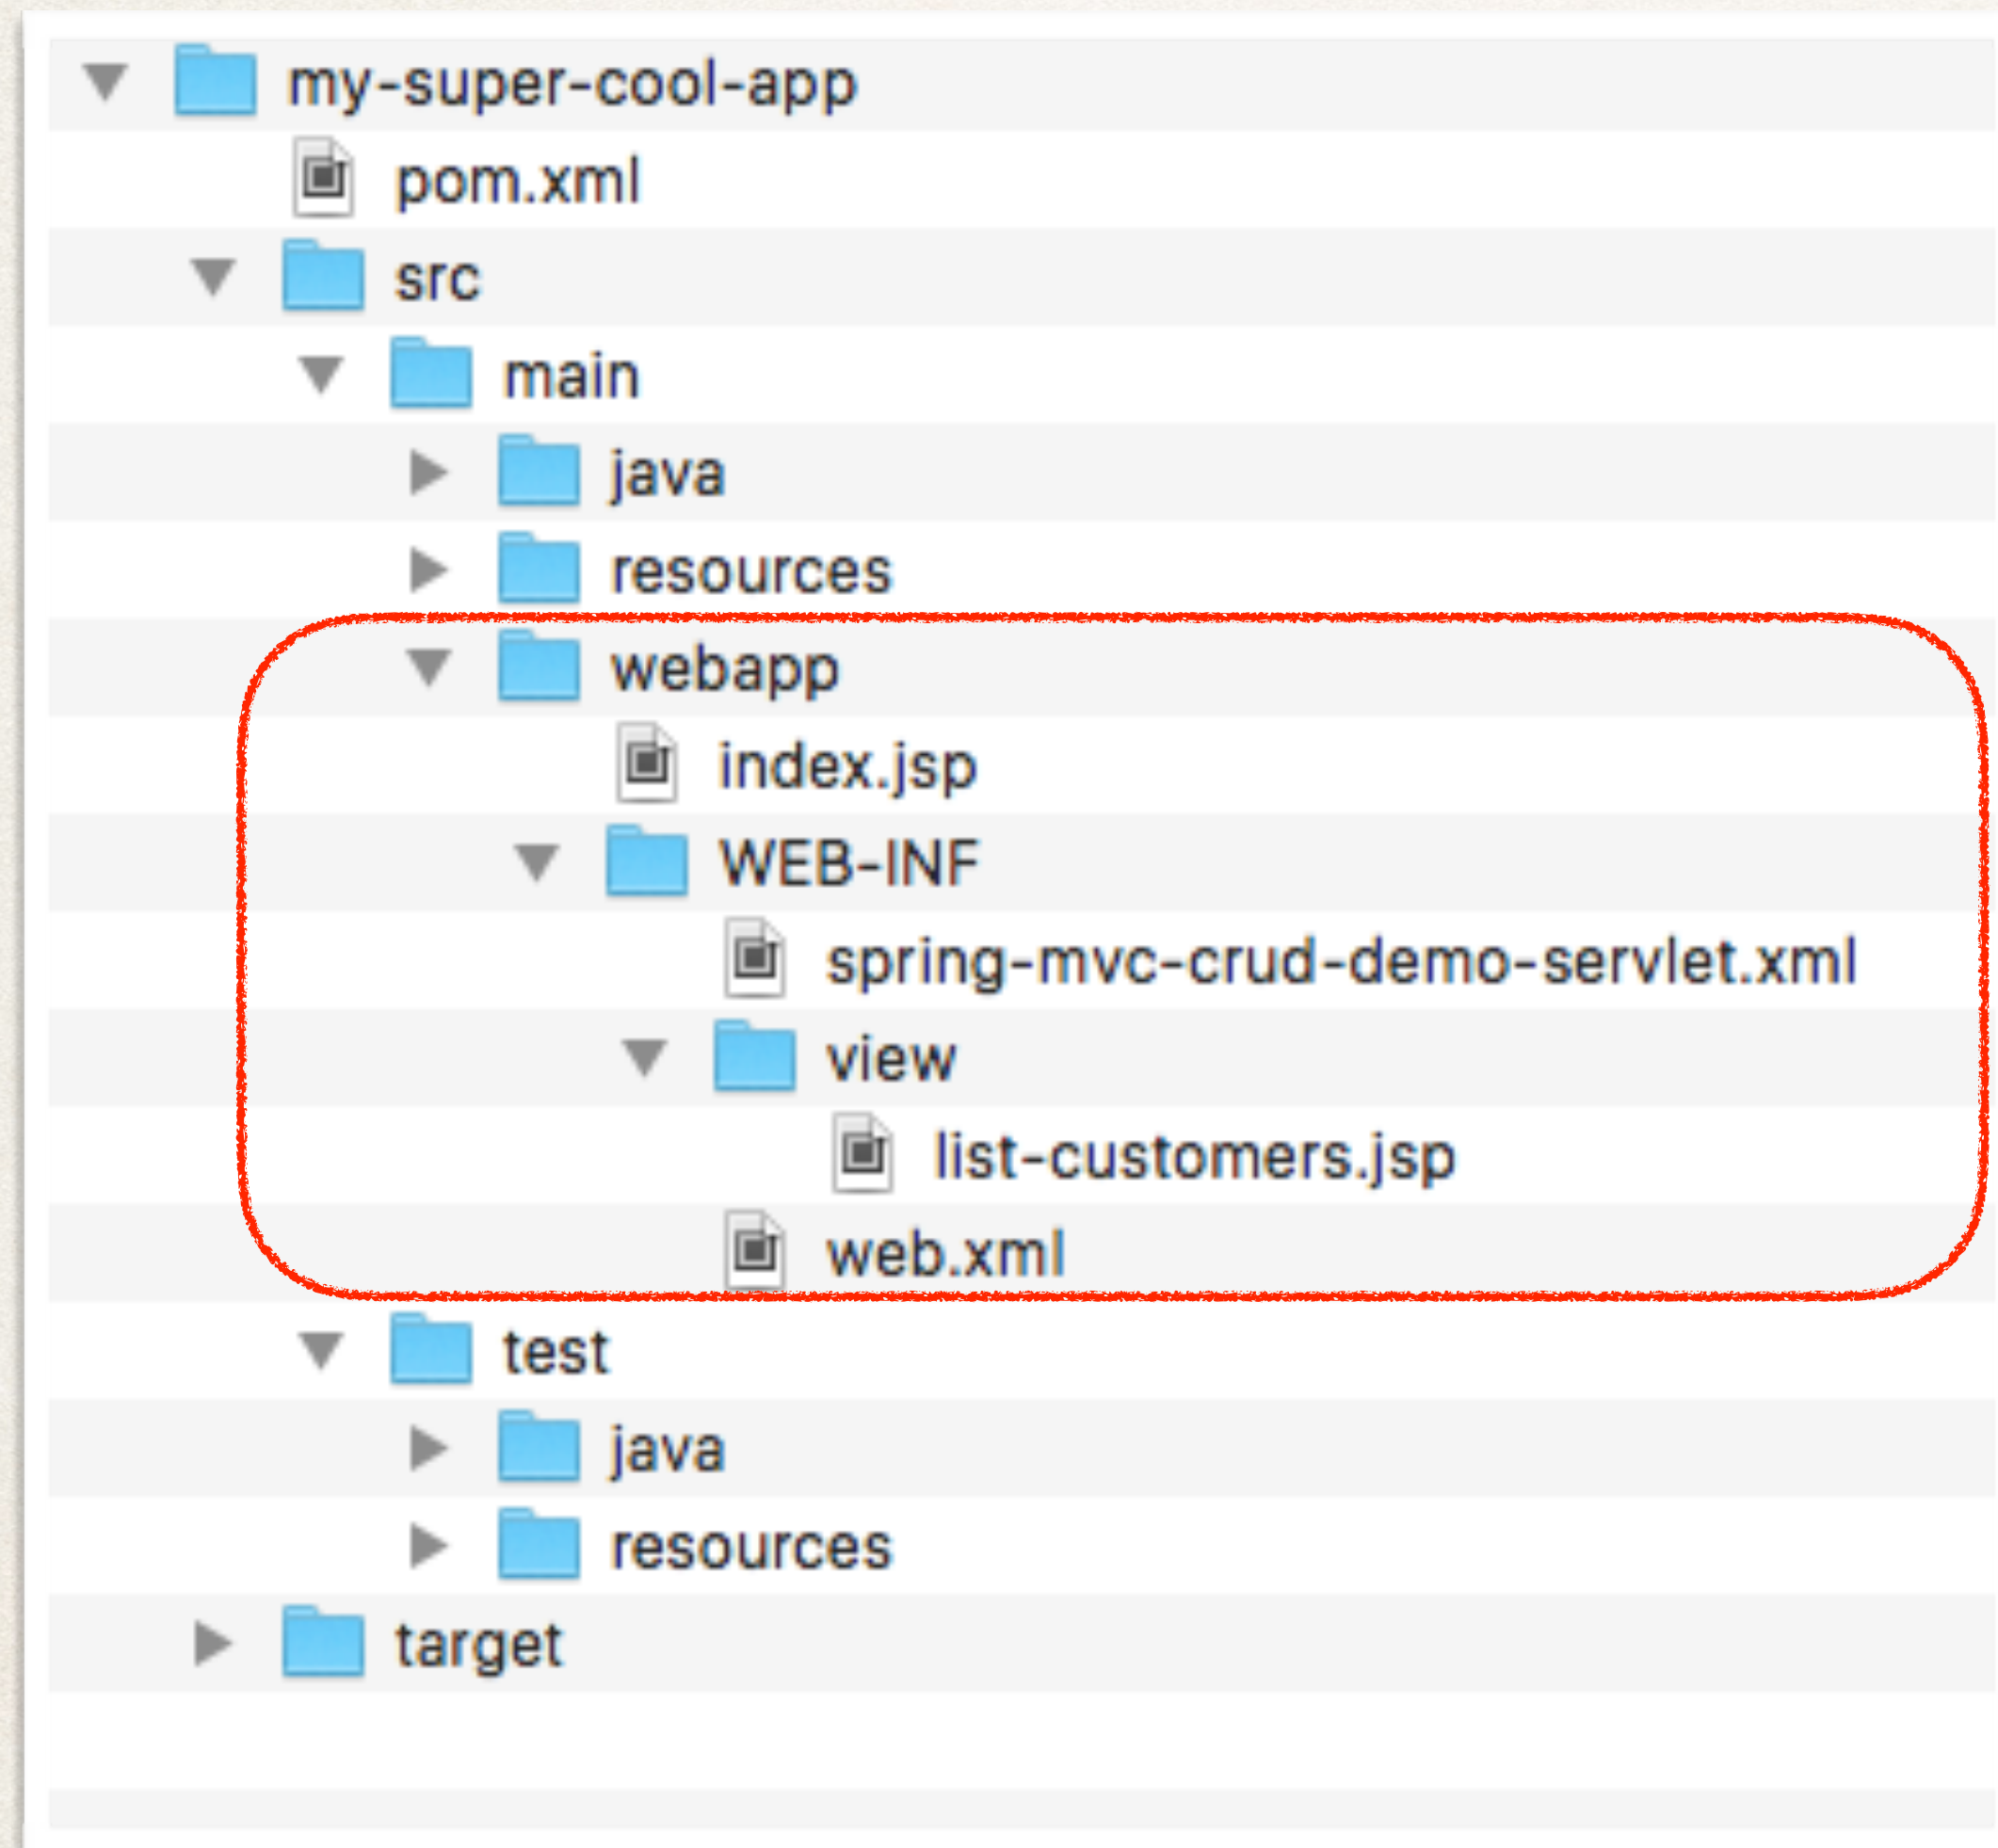 my-super-cool-app
pom.xml
src
main
java
resources
webapp
index.jsp
WEB-INF
spring-mvc-crud-demo-servlet.xml
view
list-customers.jsp
web.xml
test
java
resources
target